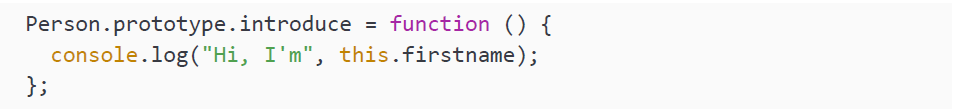 Person.prototype.introduce = function () {
  console.log("Hi, I'm", this.firstname);
};